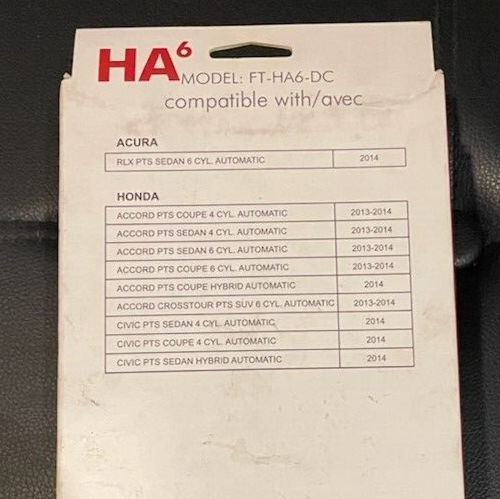 HA6
MODEL: FT-HA6-DC
compatible with/avec
ACURA
RLX PTS SEDAN 6 CYL. AUTOMATIC 2014
HONDA
ACCORD PTS COUPE 4 CYL. AUTOMATIC 2013-2014
ACCORD PTS SEDAN 4 CYL. AUTOMATIC 2013-2014
ACCORD PTS SEDAN 6 CYL. AUTOMATIC 2013-2014
ACCORD PTS COUPE 6 CYL. AUTOMATIC 2013-2014
ACCORD PTS COUPE HYBRID AUTOMATIC 2014
ACCORD CROSSTOUR PTS SUV 6 CYL. AUTOMATIC 2013-2014
CIVIC PTS SEDAN 4 CYL. AUTOMATIC 2014
CIVIC PTS COUPE 4 CYL. AUTOMATIC 2014
CIVIC PTS SEDAN HYBRID AUTOMATIC 2014